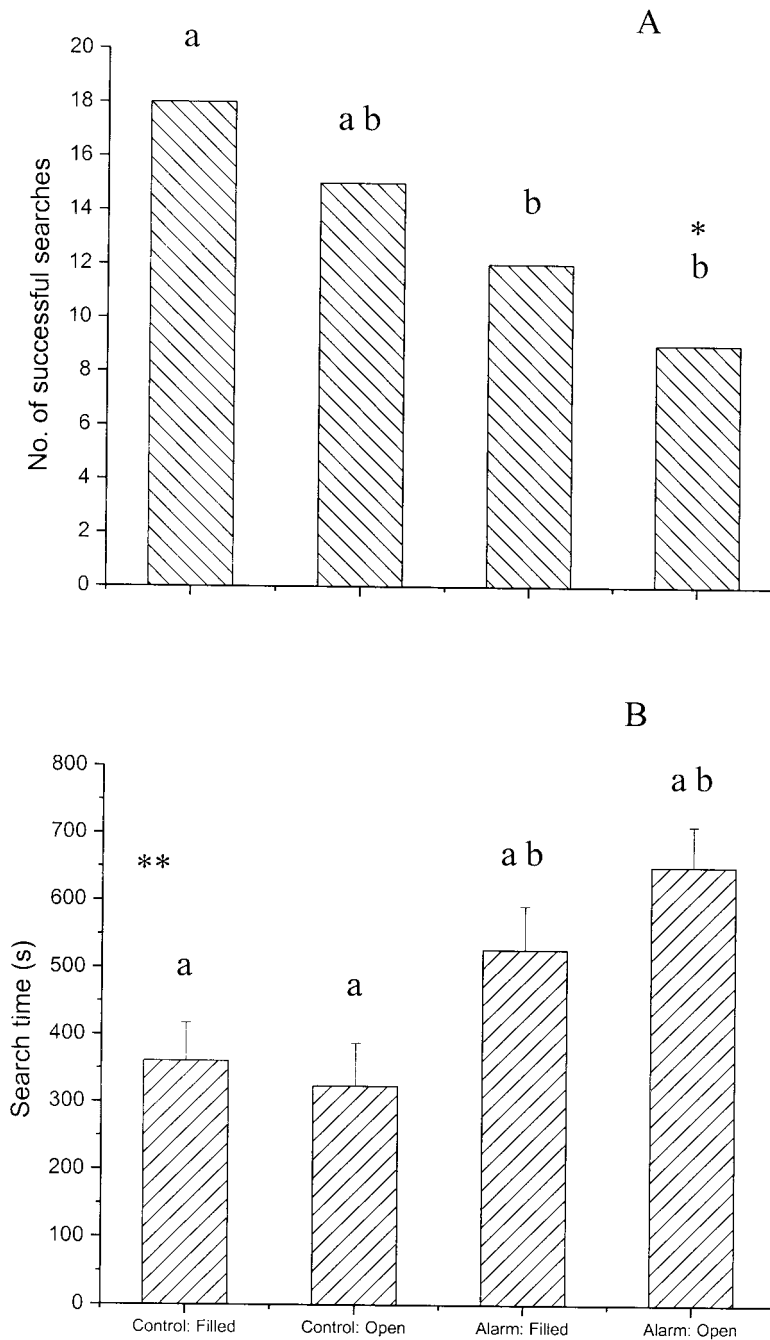 A
a
20
18
a b
16
14
b
*
12
b
10
8
6
4
2
0
No. of successful searches
B
800
a b
700
**
a b
600
a
a
500
400
300
200
100
0
Search time (s)
Control: Filled Control: Open Alarm: Filled Alarm: Open